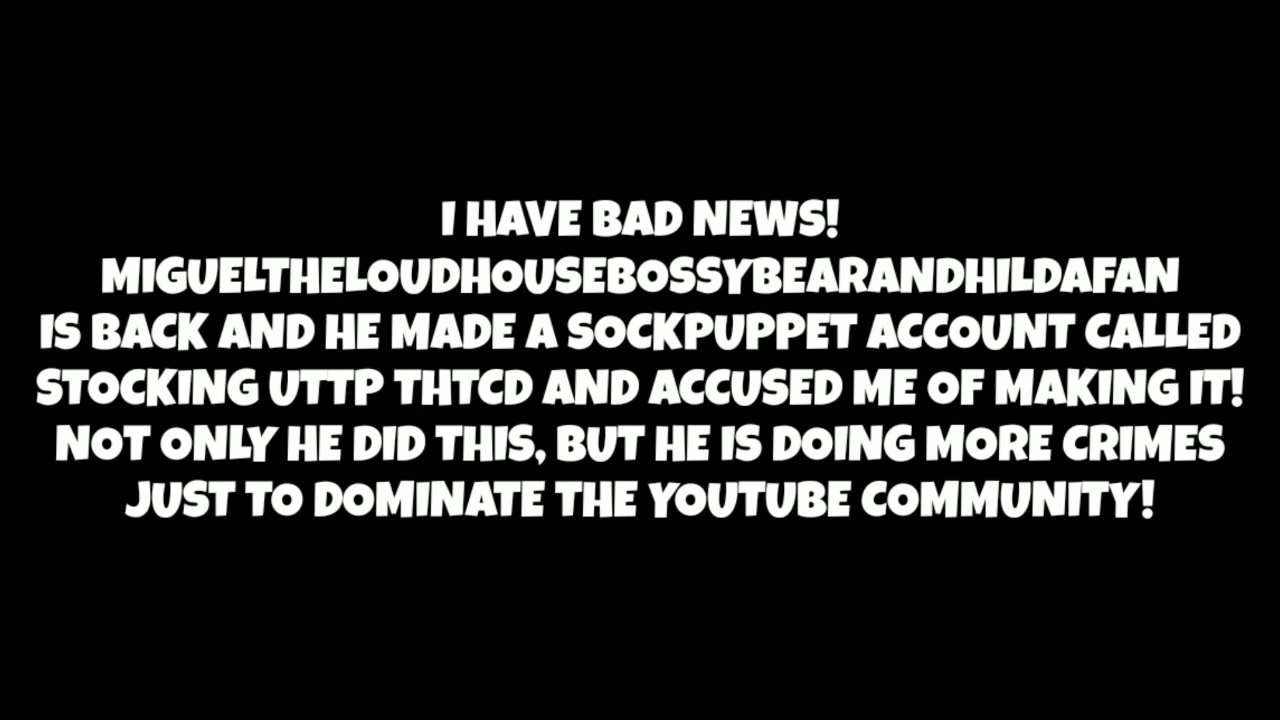 I HAVE BAD NEWS!
MIGUELTHELOUDHOUSEBOSSYBEARANDHILDAFAN
IS BACK AND HE MADE A SOCKPUPPET ACCOUNT CALLED
STOCKING UTTP THTCD AND ACCUSED ME OF MAKING IT!
NOT ONLY HE DID THIS, BUT HE IS DOING MORE CRIMES
JUST TO DOMINATE THE YOUTUBE COMMUNITY!